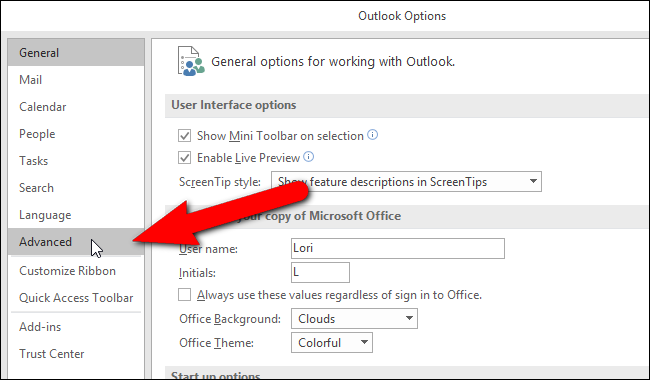 Outlook Options
General
Mail
Calendar
People
Tasks
Search
Language
Advanced
Customize Ribbon
Quick Access Toolbar
Add-ins
Trust Center
General options for working with Outlook.
User Interface options
Show Mini Toolbar on selection
Enable Live Preview
ScreenTip style: Show feature descriptions in ScreenTips
your copy of Microsoft Office
User name: Lori
Initials: L
Always use these values regardless of sign in to Office.
Office Background: Clouds
Office Theme: Colorful
Start up options